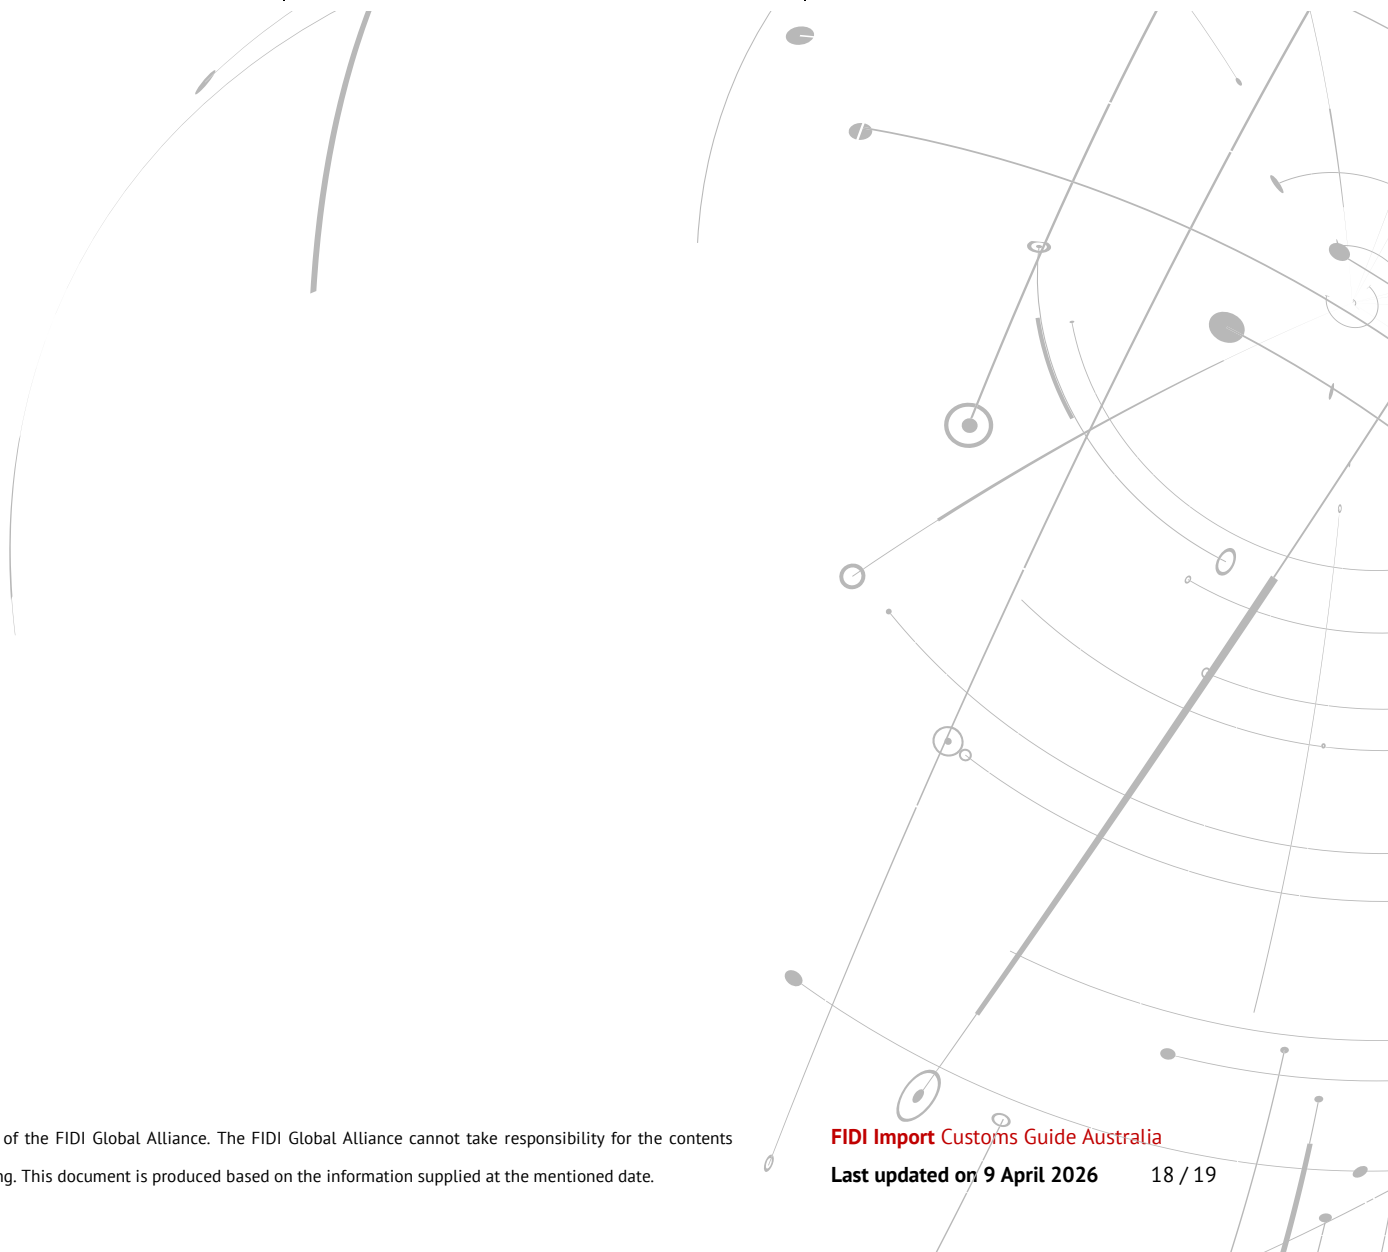 of the FIDI Global Alliance. The FIDI Global Alliance cannot take responsibility for the contents
This document is produced based on the information supplied at the mentioned date.
FIDI Import Customs Guide Australia
Last updated on 9 April 2026 18 / 19